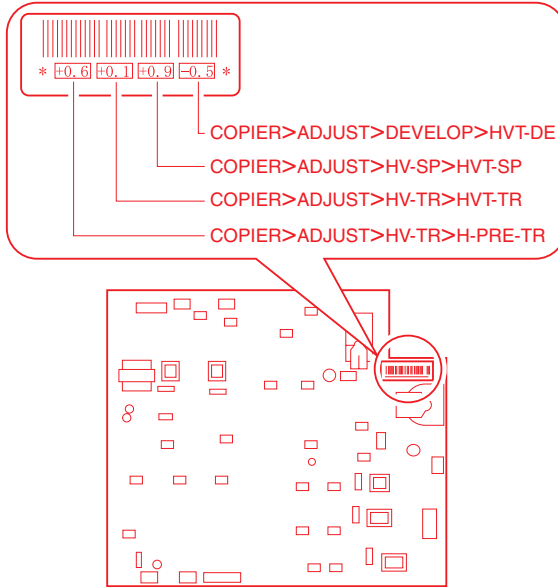 * +0.6 +0.1 +0.9 -0.5 *
COPIER>ADJUST>DEVELOP>HVT-DE
COPIER>ADJUST>HV-SP>HVT-SP
COPIER>ADJUST>HV-TR>HVT-TR
COPIER>ADJUST>HV-TR>H-PRE-TR